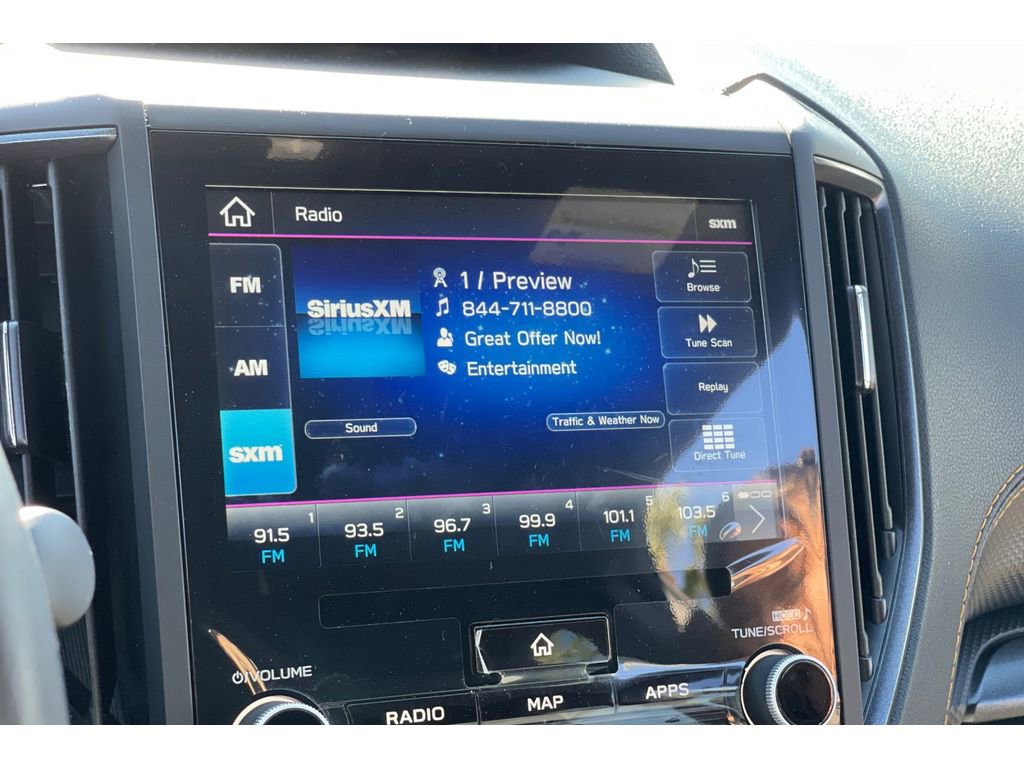 Radio
sxm
FM
AM
sxm
SiriusXM
1 / Preview
844-711-8800
Great Offer Now!
Entertainment
Browse
Tune Scan
Replay
Direct Tune
Sound
Traffic & Weather Now
1
91.5
FM
2
93.5
FM
3
96.7
FM
4
99.9
FM
5
101.1
FM
6
103.5
FM
VOLUME
HOLD
TUNE/SCROLL
RADIO
MAP
APPS